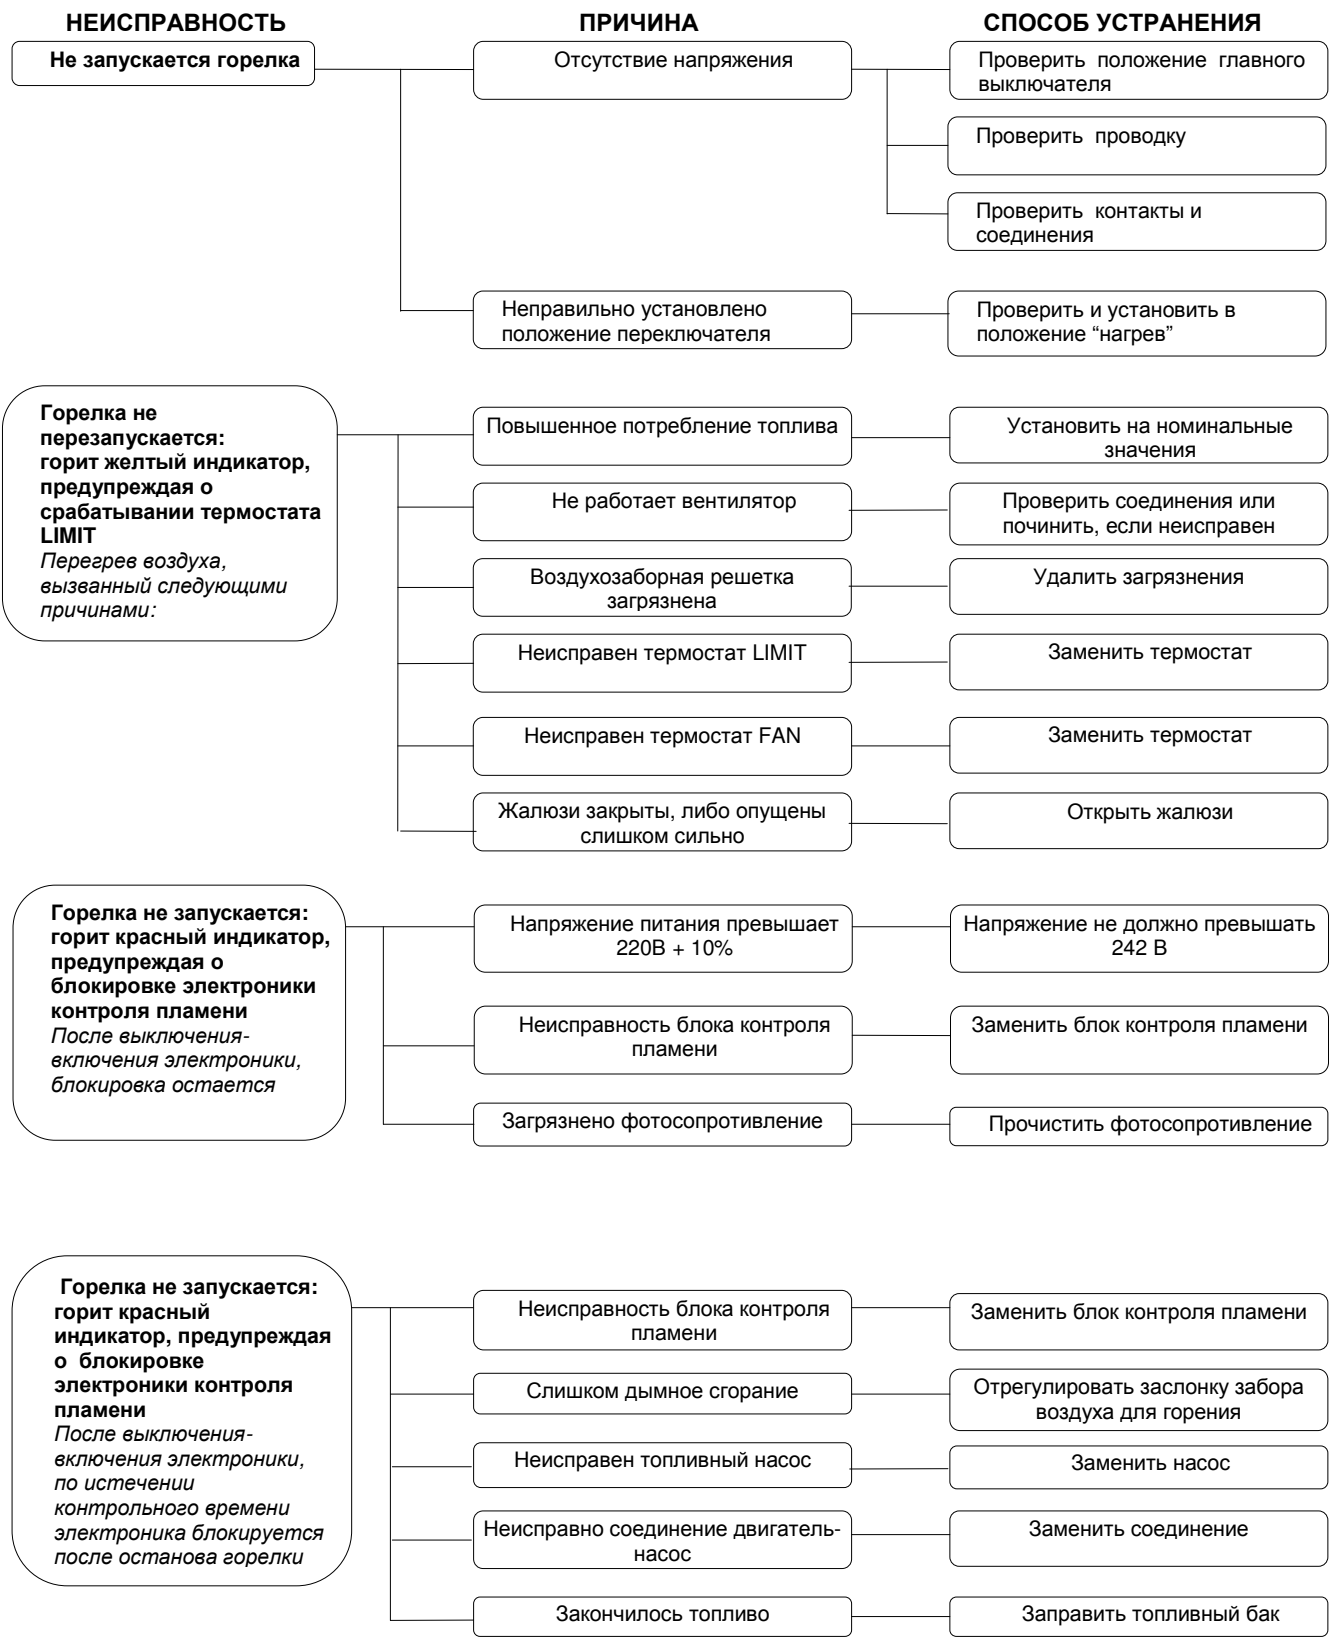 НЕИСПРАВНОСТЬ
ПРИЧИНА
СПОСОБ УСТРАНЕНИЯ
Не запускается горелка
Отсутствие напряжения
Проверить положение главного
выключателя
Проверить проводку
Проверить контакты и
соединения
Неправильно установлено
положение переключателя
Проверить и установить в
положение “нагрев”
Горелка не
перезапускается:
горит желтый индикатор,
предупреждая о
срабатывании термостата
LIMIT
Перегрев воздуха,
вызванный следующими
причинами:
Повышенное потребление топлива
Установить на номинальные
значения
Не работает вентилятор
Проверить соединения или
починить, если неисправен
Воздухозаборная решетка
загрязнена
Удалить загрязнения
Неисправен термостат LIMIT
Заменить термостат
Неисправен термостат FAN
Заменить термостат
Жалюзи закрыты, либо опущены
слишком сильно
Открыть жалюзи
Горелка не запускается:
горит красный индикатор,
предупреждая о
блокировке электроники
контроля пламени
После выключения-
включения электроники,
блокировка остается
Напряжение питания превышает
220В + 10%
Напряжение не должно превышать
242 В
Неисправность блока контроля
пламени
Заменить блок контроля пламени
Загрязнено фотосопротивление
Прочистить фотосопротивление
Горелка не запускается:
горит красный
индикатор, предупреждая
о блокировке
электроники контроля
пламени
После выключения-
включения электроники,
по истечении
контрольного времени
электроника блокируется
после останова горелки
Неисправность блока контроля
пламени
Заменить блок контроля пламени
Слишком дымное сгорание
Отрегулировать заслонку забора
воздуха для горения
Неисправен топливный насос
Заменить насос
Неисправно соединение двигатель-
насос
Заменить соединение
Закончилось топливо
Заправить топливный бак